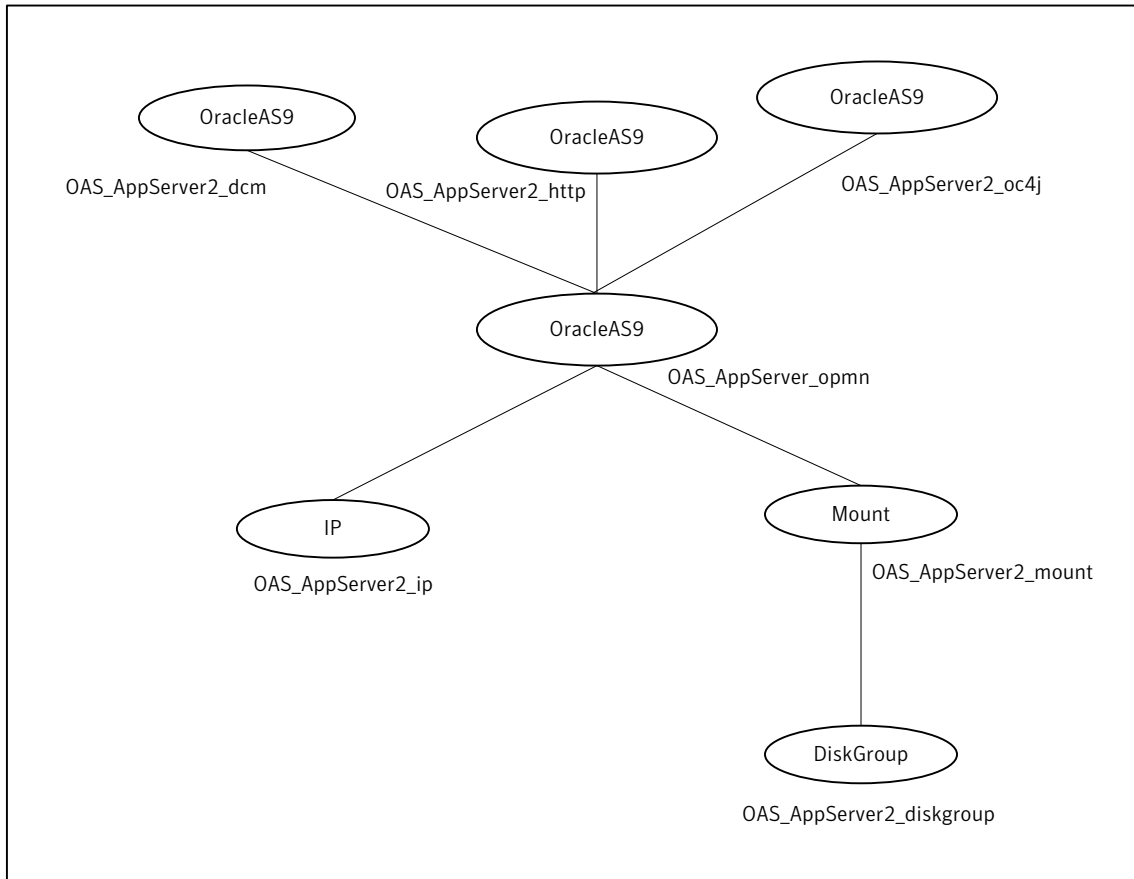 OracleAS9
OracleAS9
OracleAS9
OAS_AppServer2_dcm
OAS_AppServer2_http
OAS_AppServer2_oc4j
OracleAS9
OAS_AppServer_opmn
IP
Mount
OAS_AppServer2_ip
OAS_AppServer2_mount
DiskGroup
OAS_AppServer2_diskgroup